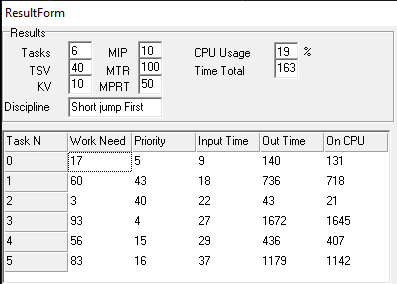 ResultForm
Results
Tasks 6 MIP 10 CPU Usage 19 %
TSV 40 MTR 100 Time Total 163
KV 10 MPRT 50
Discipline Short jump First
Task N Work Need Priority Input Time Out Time On CPU
0 17 5 9 140 131
1 60 43 18 736 718
2 3 40 22 43 21
3 93 4 27 1672 1645
4 56 15 29 436 407
5 83 16 37 1179 1142